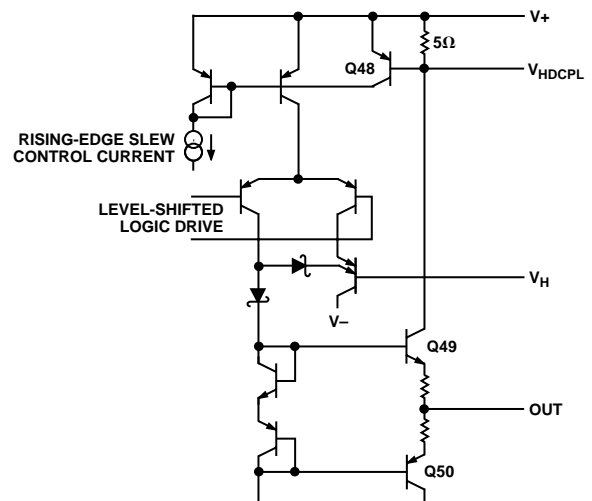 V+
5Ω
Q48
VHDCPL
RISING-EDGE SLEW
CONTROL CURRENT
LEVEL-SHIFTED
LOGIC DRIVE
VH
V–
Q49
OUT
Q50